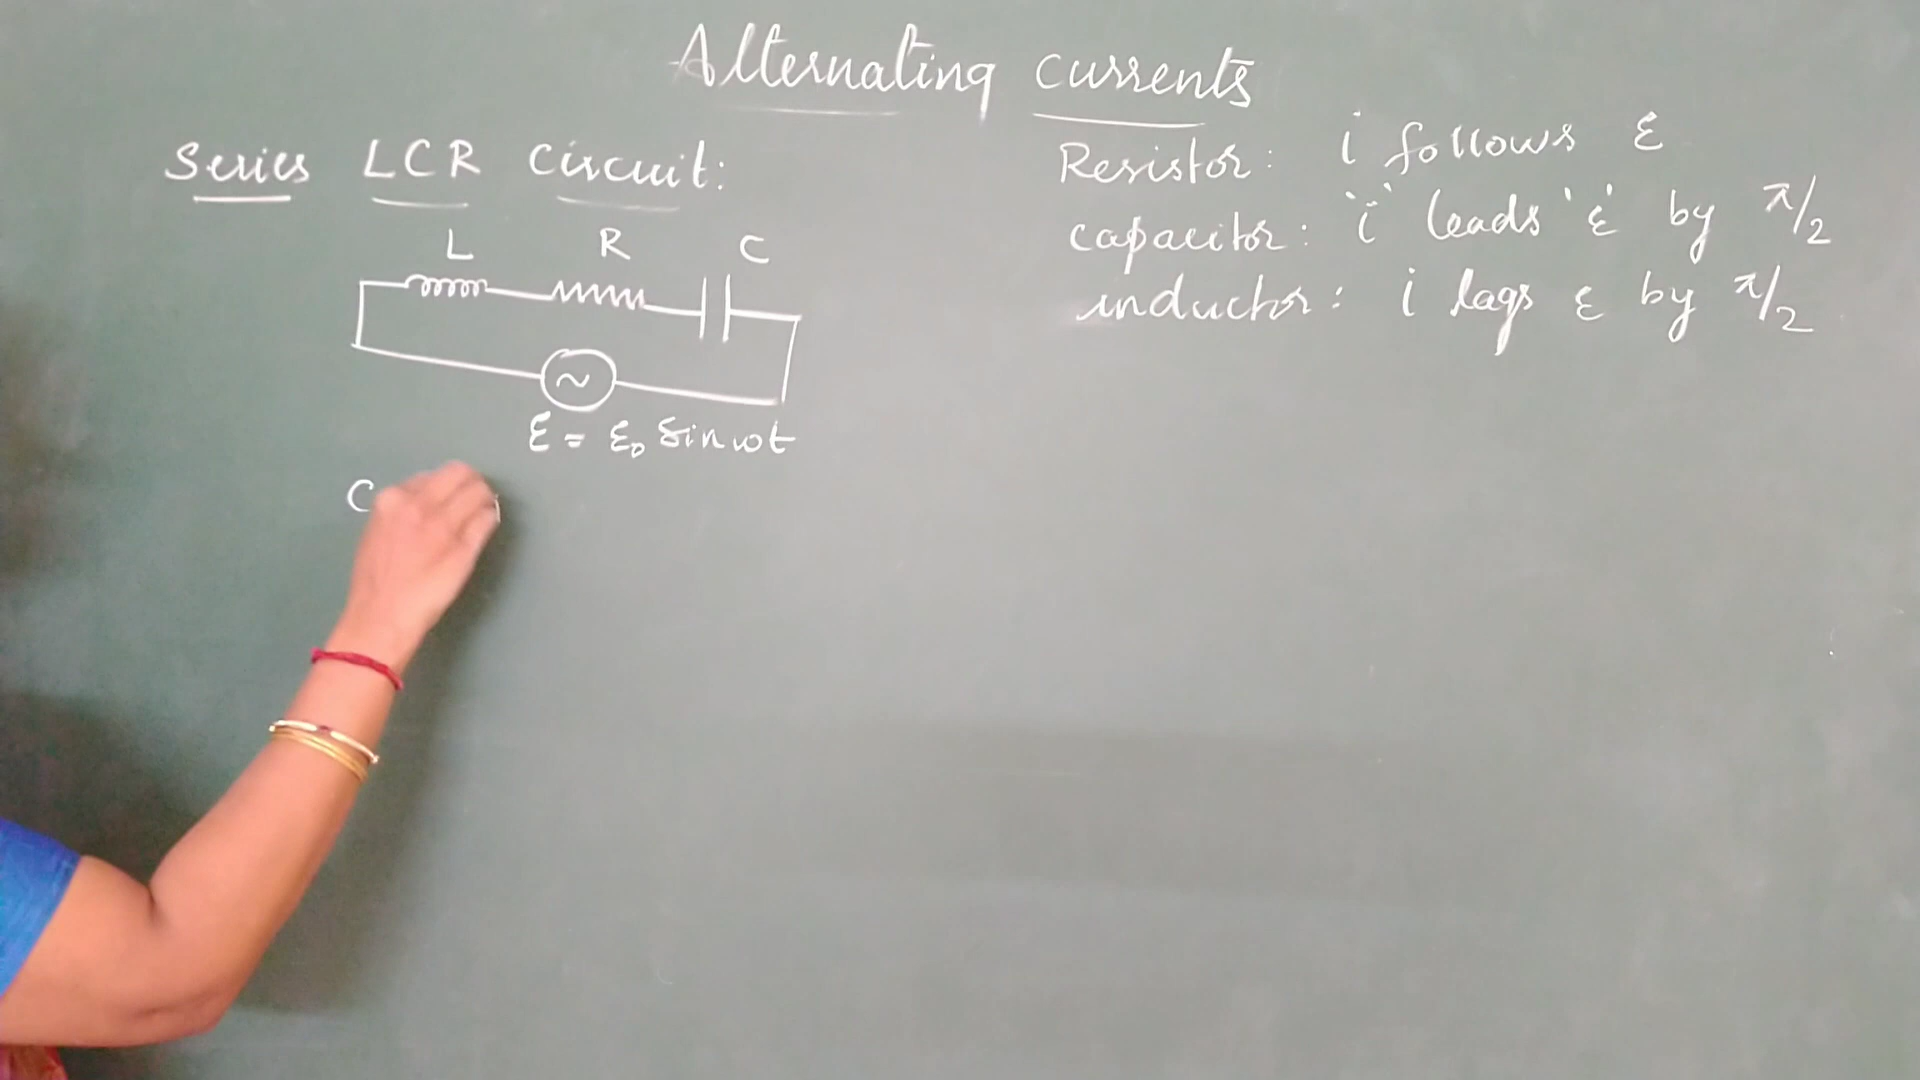 Alternating currents
Series LCR Circuit:
L R C
~
ε = ε₀ Sin ωt
C
Resistor: i follows ε
capacitor: 'i' leads 'ε' by π/2
inductor: i lags ε by π/2